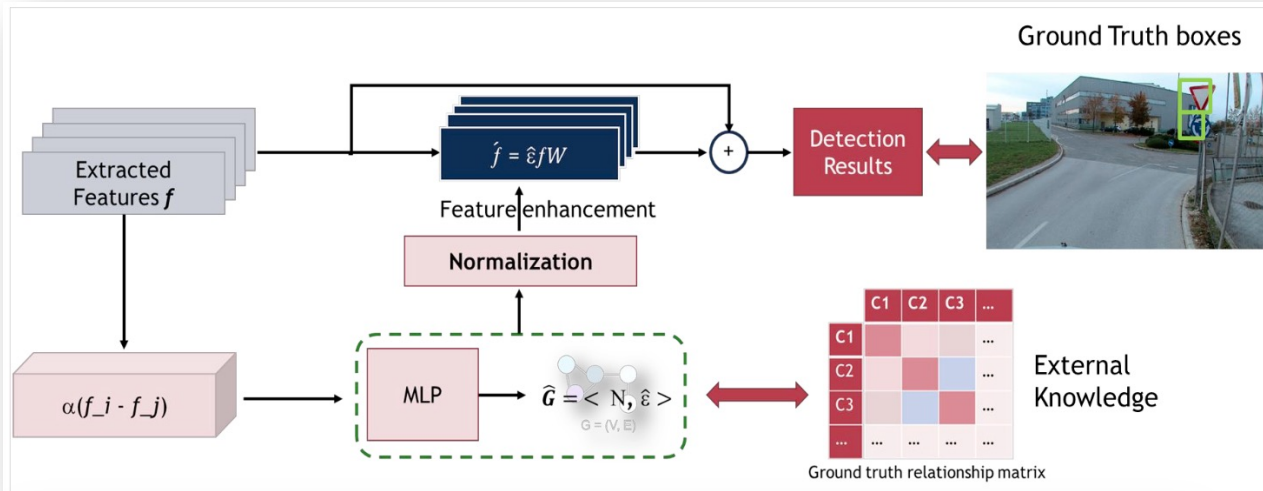 Ground Truth boxes
Extracted
Features f
f́ = ε̂fW
+
Detection
Results
Feature enhancement
Normalization
α(f_i - f_j)
MLP
Ĝ = < N, ε̂ >
G = (V, E)
C1 C2 C3 ...
C1 ...
C2 ...
C3 ...
... ... ... ... ...
External
Knowledge
Ground truth relationship matrix